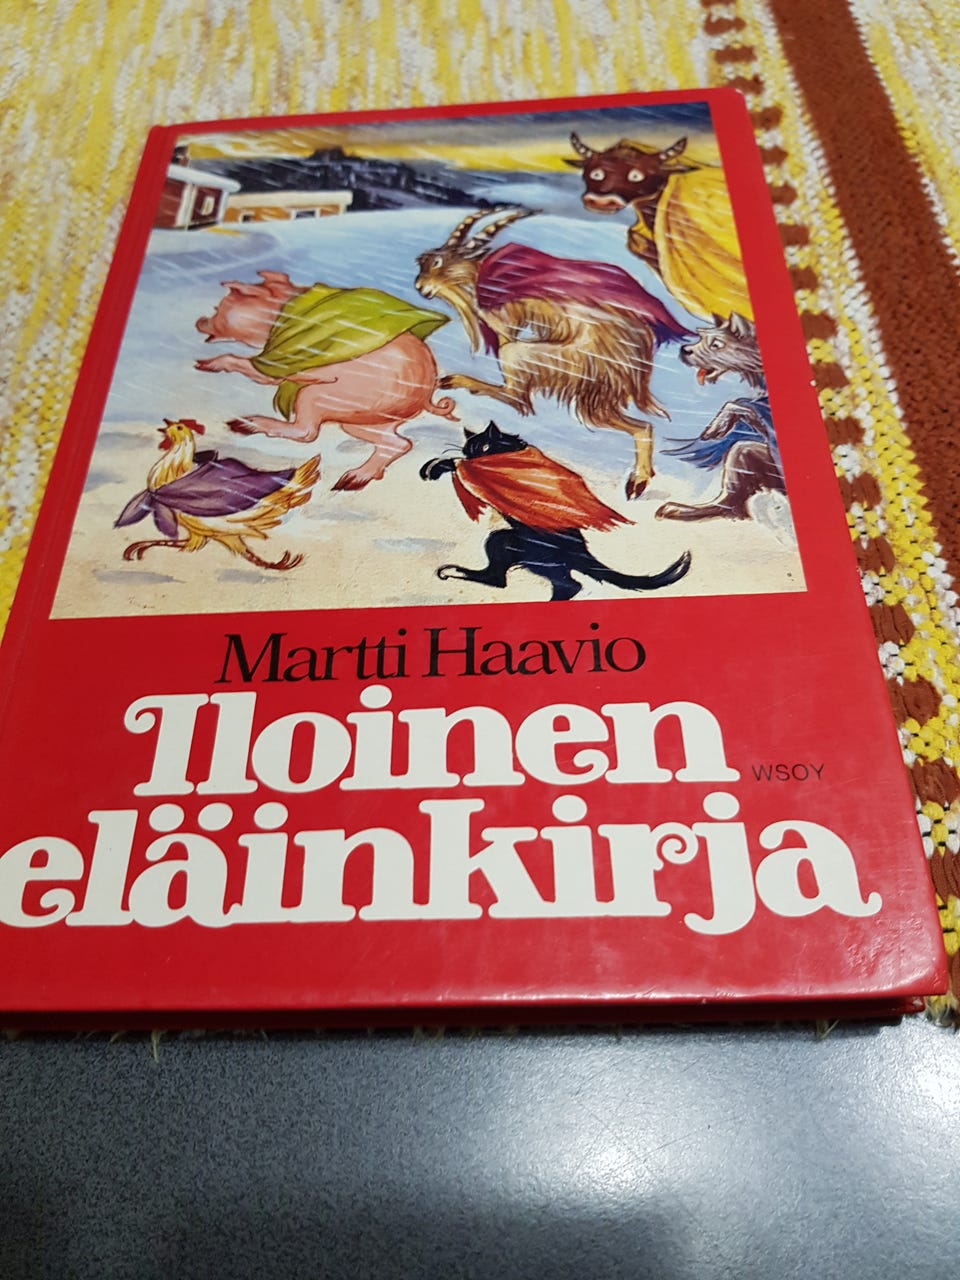 Martti Haavio
Iloinen
WSOY
eläinkirja